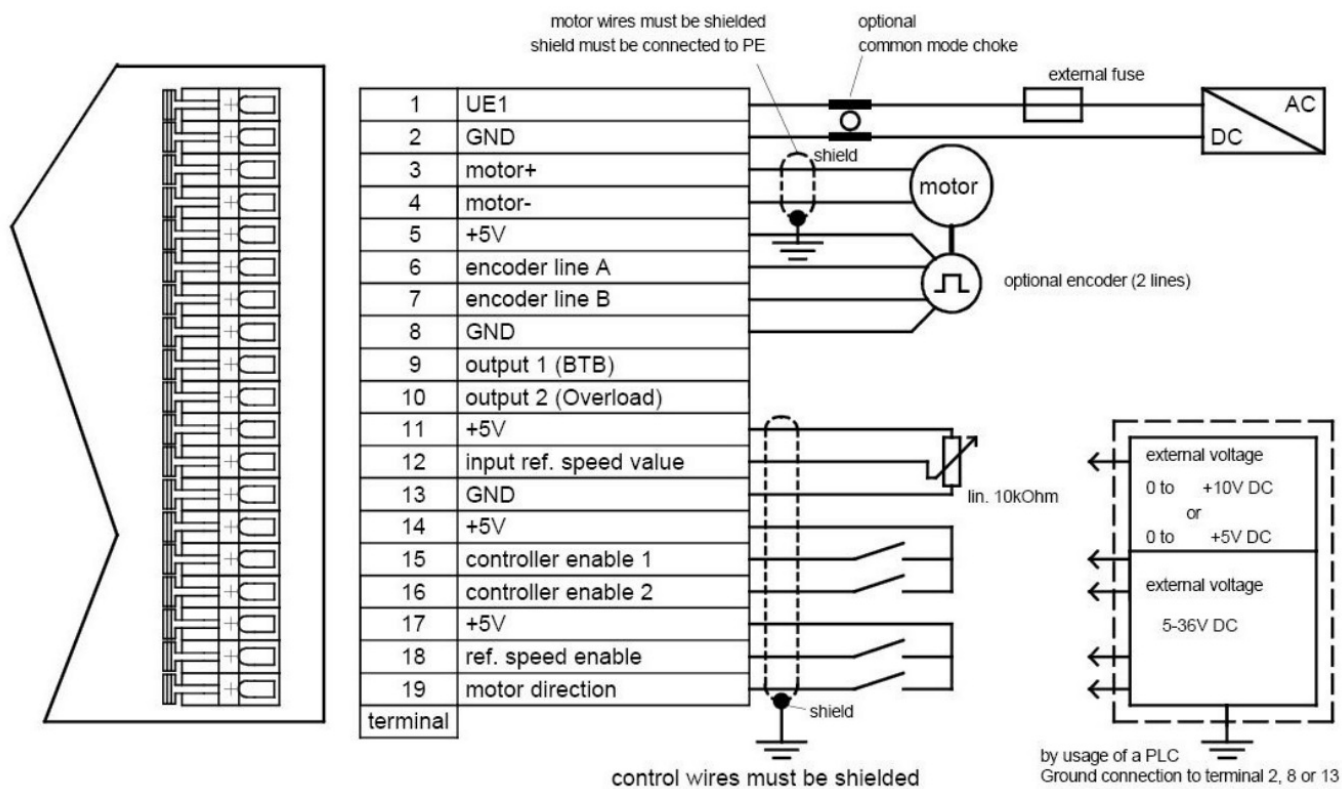 motor wires must be shielded
shield must be connected to PE
optional
common mode choke
external fuse
AC
DC
1 UE1
2 GND
3 motor+
4 motor-
5 +5V
6 encoder line A
7 encoder line B
8 GND
9 output 1 (BTB)
10 output 2 (Overload)
11 +5V
12 input ref. speed value
13 GND
14 +5V
15 controller enable 1
16 controller enable 2
17 +5V
18 ref. speed enable
19 motor direction
terminal
shield
motor
optional encoder (2 lines)
lin. 10kOhm
shield
control wires must be shielded
external voltage
0 to +10V DC
or
0 to +5V DC
external voltage
5-36V DC
by usage of a PLC
Ground connection to terminal 2, 8 or 13